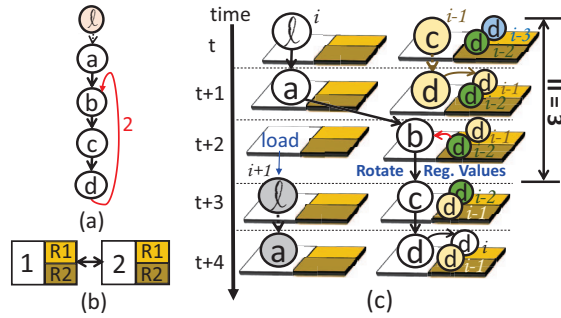 time
ℓ
a
b
c
d
2
(a)
1 R1 R2
2 R1 R2
(b)
t
ℓ i
c i-1
d d i-3
i-2
t+1
a
d d i-1
d i-2
t+2
b
d i-1
d i-2
load
Rotate Reg. Values
i+1
t+3
ℓ
c
d i-2
d i-1
t+4
a
d
d i
d i-1
II = 3
(c)